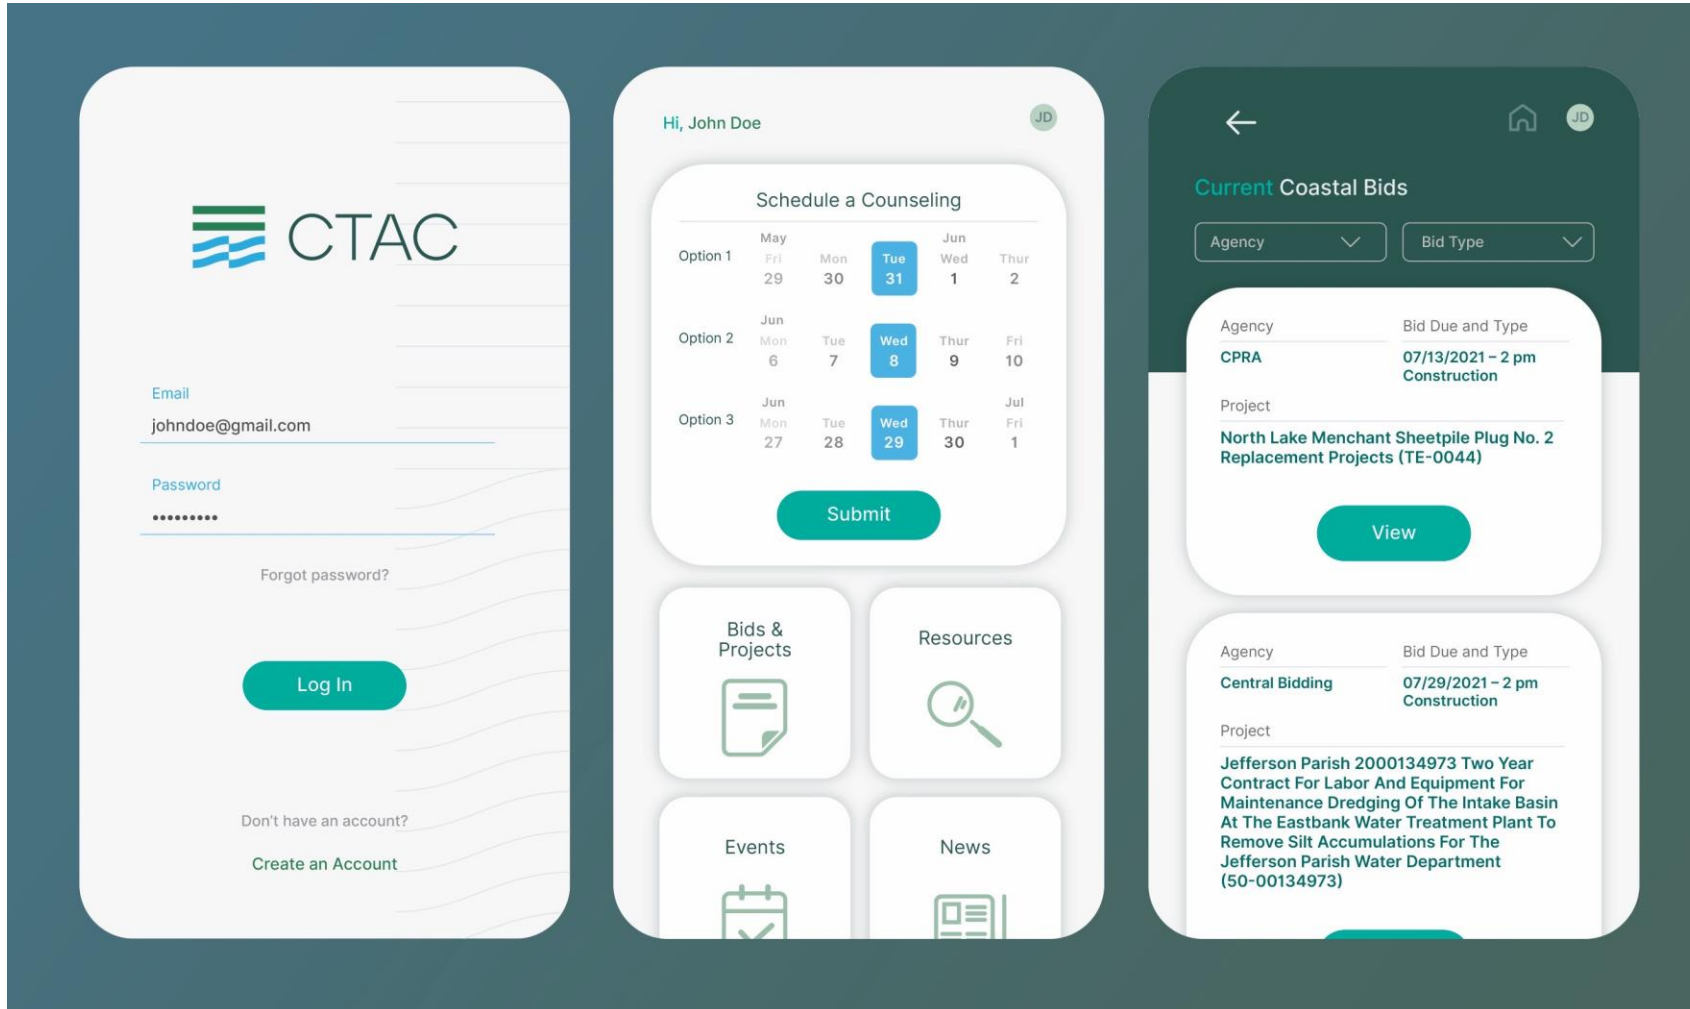 CTAC
Email
johndoe@gmail.com
Password
•••••••••
Forgot password?
Log In
Don't have an account?
Create an Account
Hi, John Doe
JD
Schedule a Counseling
May Jun
Option 1 Fri Mon Tue Wed Thur
29 30 31 1 2
Jun
Option 2 Mon Tue Wed Thur Fri
6 7 8 9 10
Jun Jul
Option 3 Mon Tue Wed Thur Fri
27 28 29 30 1
Submit
Bids &
Projects
Resources
Events
News
JD
Current Coastal Bids
Agency Bid Type
Agency Bid Due and Type
CPRA 07/13/2021 – 2 pm
Construction
Project
North Lake Menchant Sheetpile Plug No. 2
Replacement Projects (TE-0044)
View
Agency Bid Due and Type
Central Bidding 07/29/2021 – 2 pm
Construction
Project
Jefferson Parish 2000134973 Two Year
Contract For Labor And Equipment For
Maintenance Dredging Of The Intake Basin
At The Eastbank Water Treatment Plant To
Remove Silt Accumulations For The
Jefferson Parish Water Department
(50-00134973)